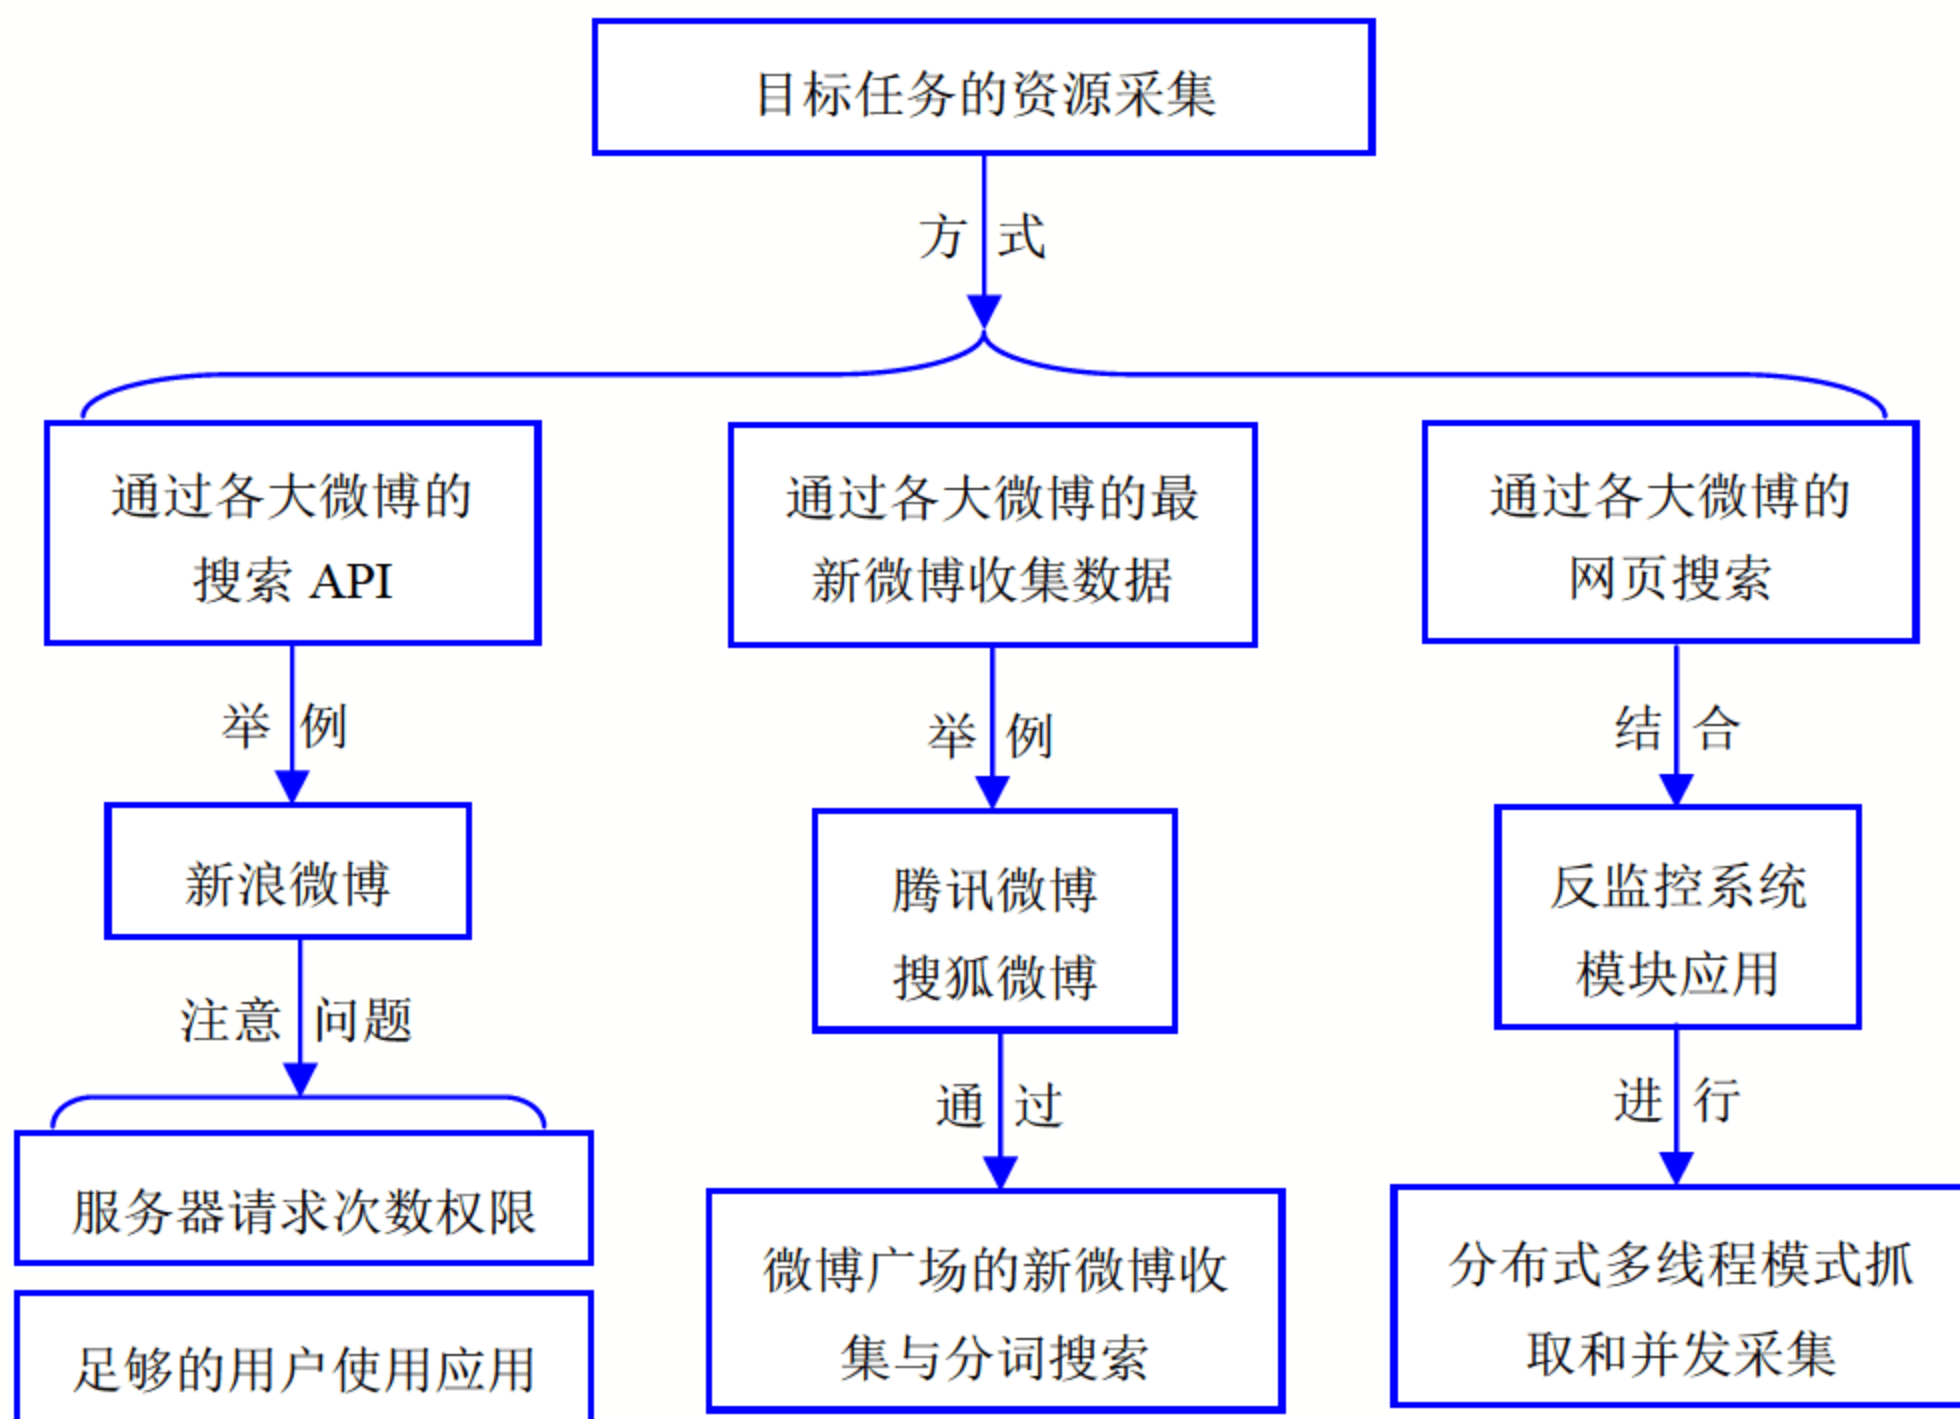 目标任务的资源采集
方 式
通过各大微博的
搜索 API
通过各大微博的最
新微博收集数据
通过各大微博的
网页搜索
举 例
举 例
结 合
新浪微博
腾讯微博
搜狐微博
反监控系统
模块应用
注意 问题
通 过
进 行
服务器请求次数权限
足够的用户使用应用
微博广场的新微博收
集与分词搜索
分布式多线程模式抓
取和并发采集